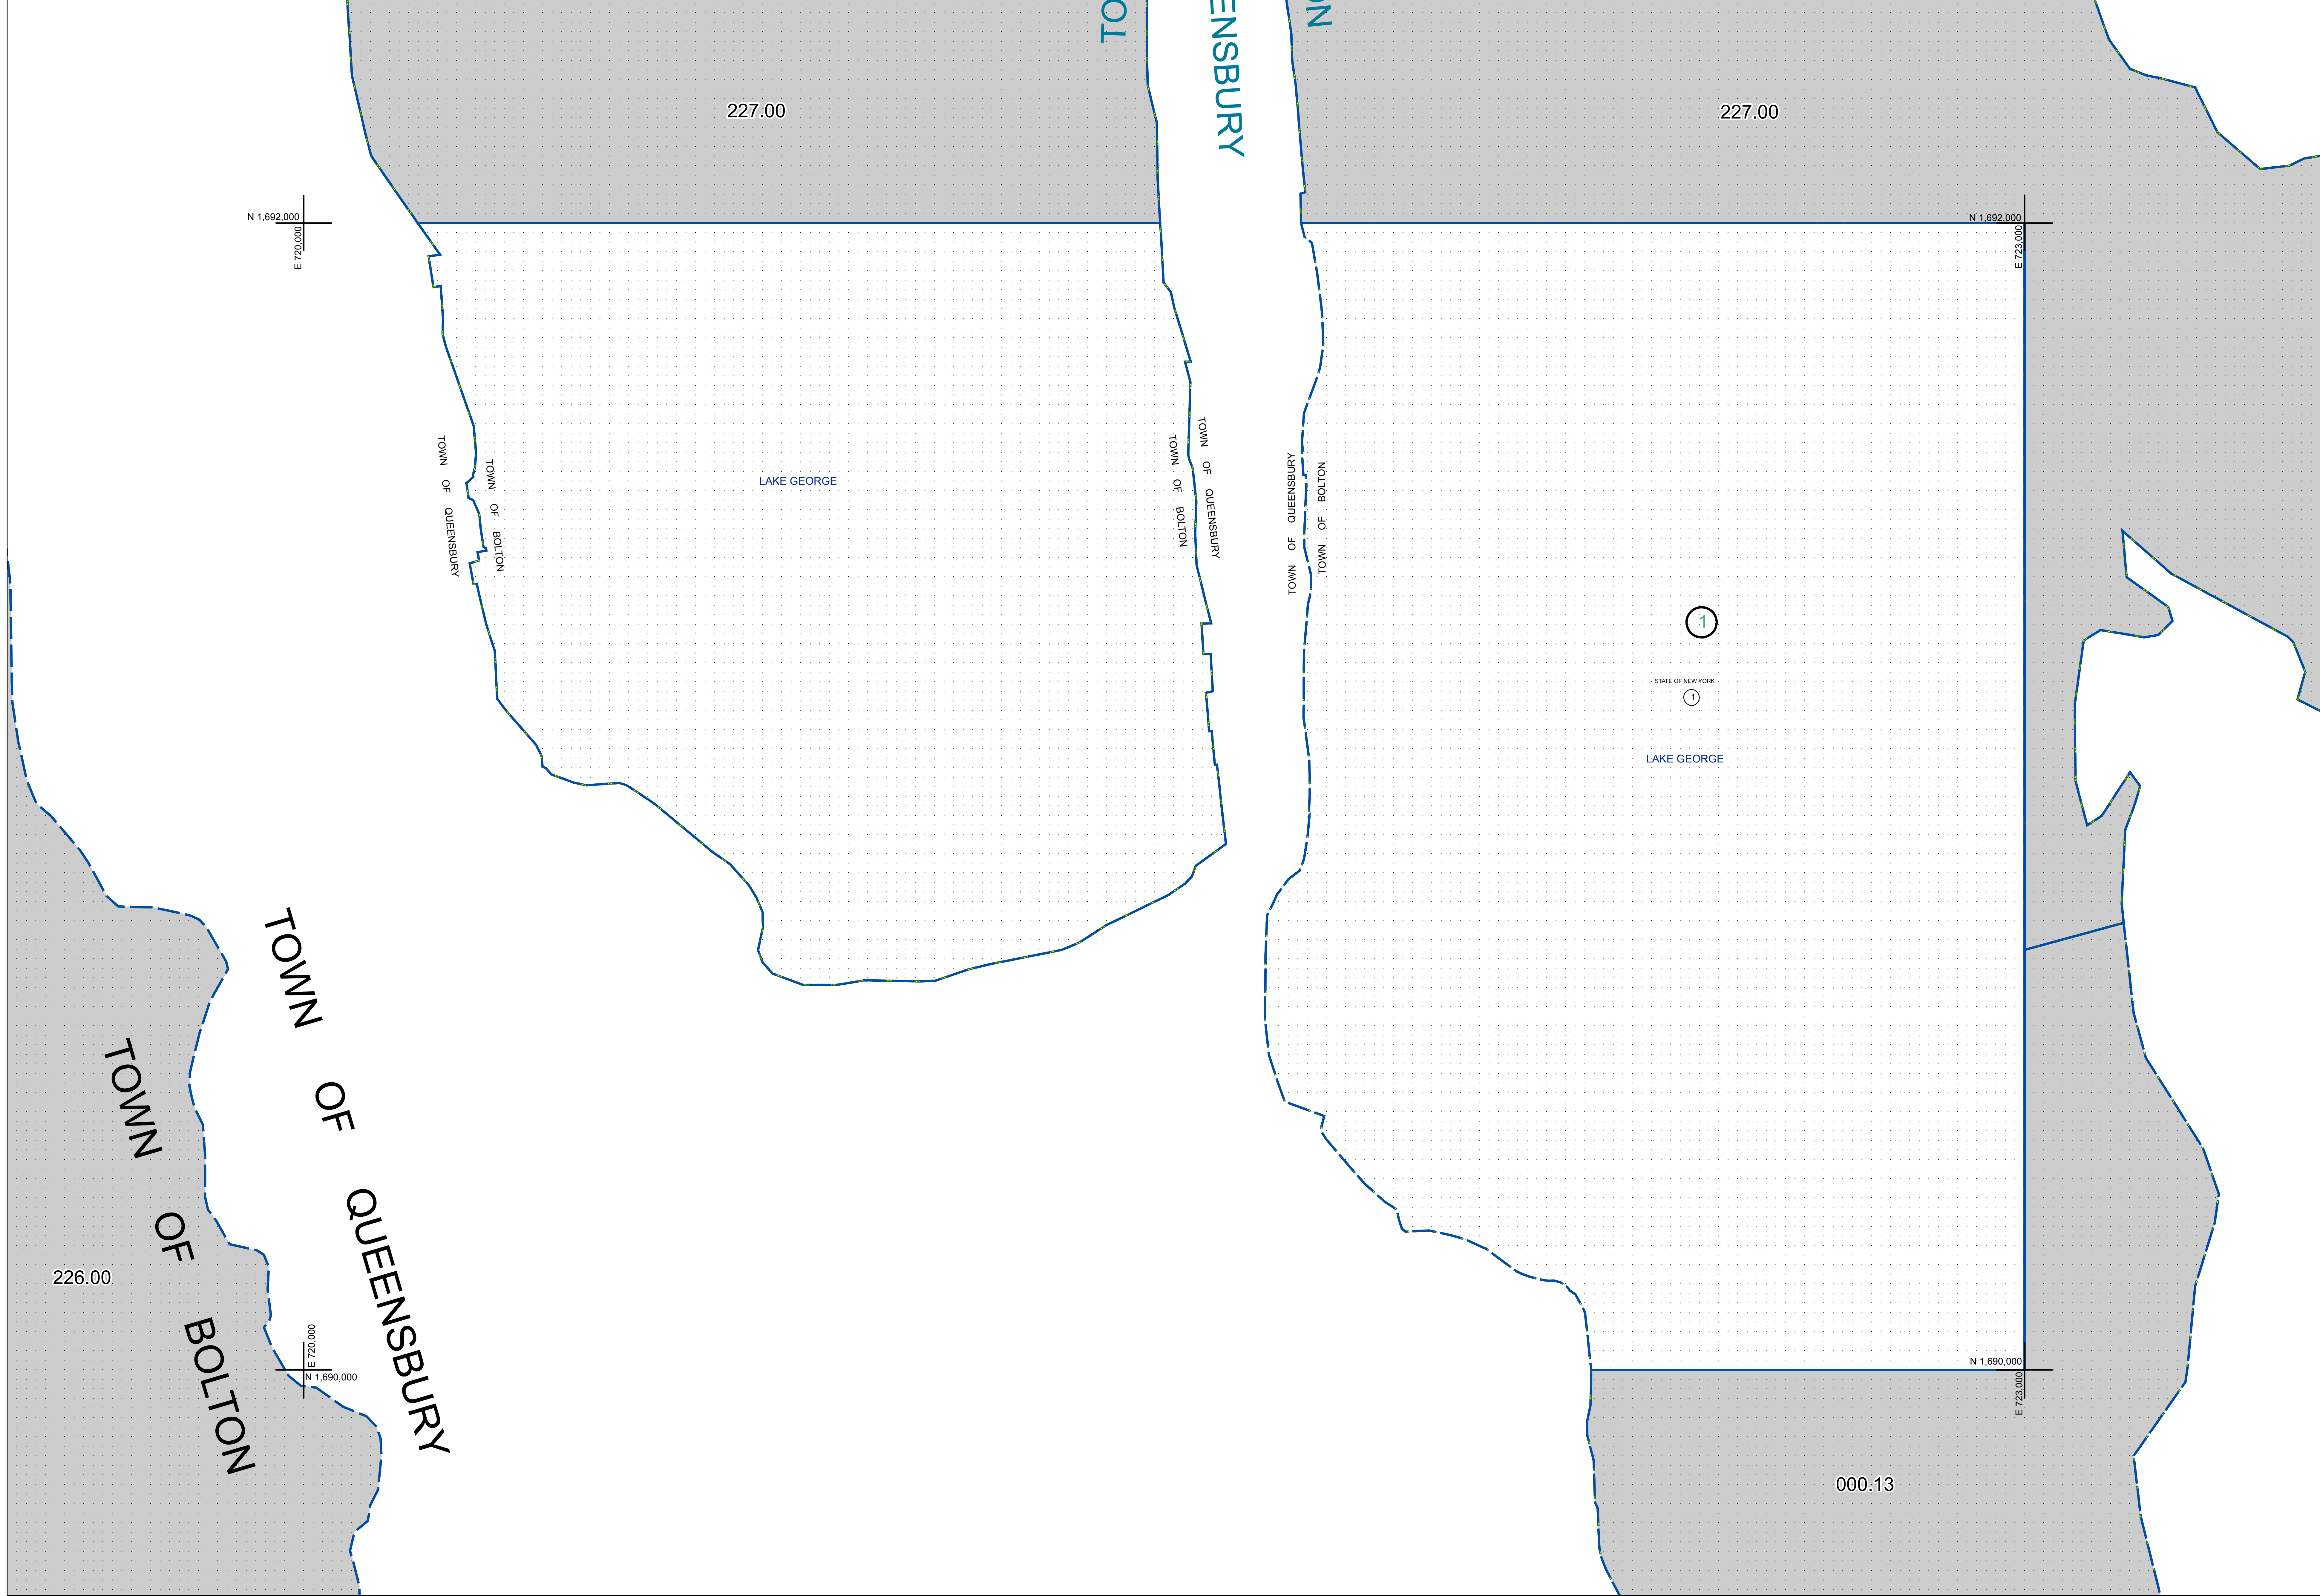 TO
ENSBURY
ON
227.00
227.00
N 1,692,000
E 720,000
N 1,692,000
E 723,000
TOWN OF QUEENSBURY
TOWN OF BOLTON
LAKE GEORGE
TOWN OF BOLTON
TOWN OF QUEENSBURY
TOWN OF QUEENSBURY
TOWN OF BOLTON
1
STATE OF NEW YORK
1
LAKE GEORGE
TOWN OF QUEENSBURY
TOWN OF BOLTON
226.00
E 720,000
N 1,690,000
N 1,690,000
E 723,000
000.13